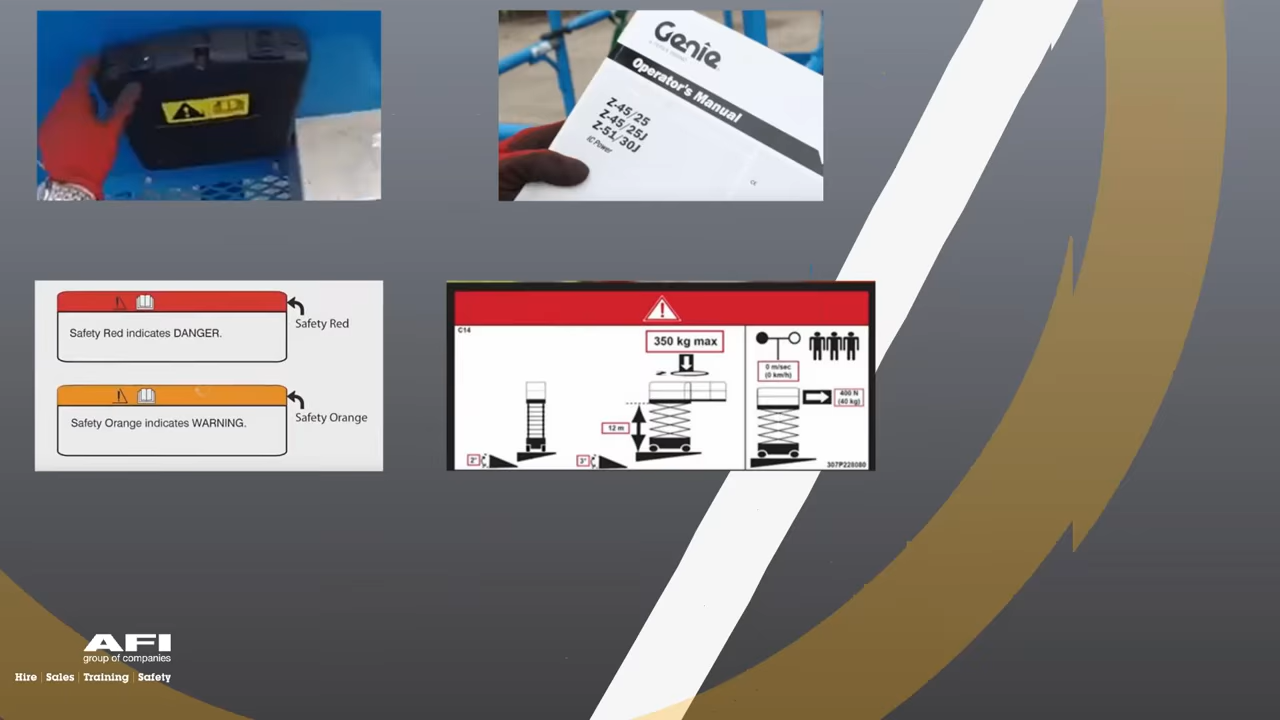 Genie
Operator's Manual
Z-45/25
Z-45/25J
Z-51/30J
IC Power
CE
Safety Red indicates DANGER.
Safety Red
Safety Orange indicates WARNING.
Safety Orange
C14
350 kg max
12 m
2°
3°
0 m/sec
(0 km/h)
400 N
(40 kg)
307P228080
AFI
group of companies
Hire | Sales | Training | Safety